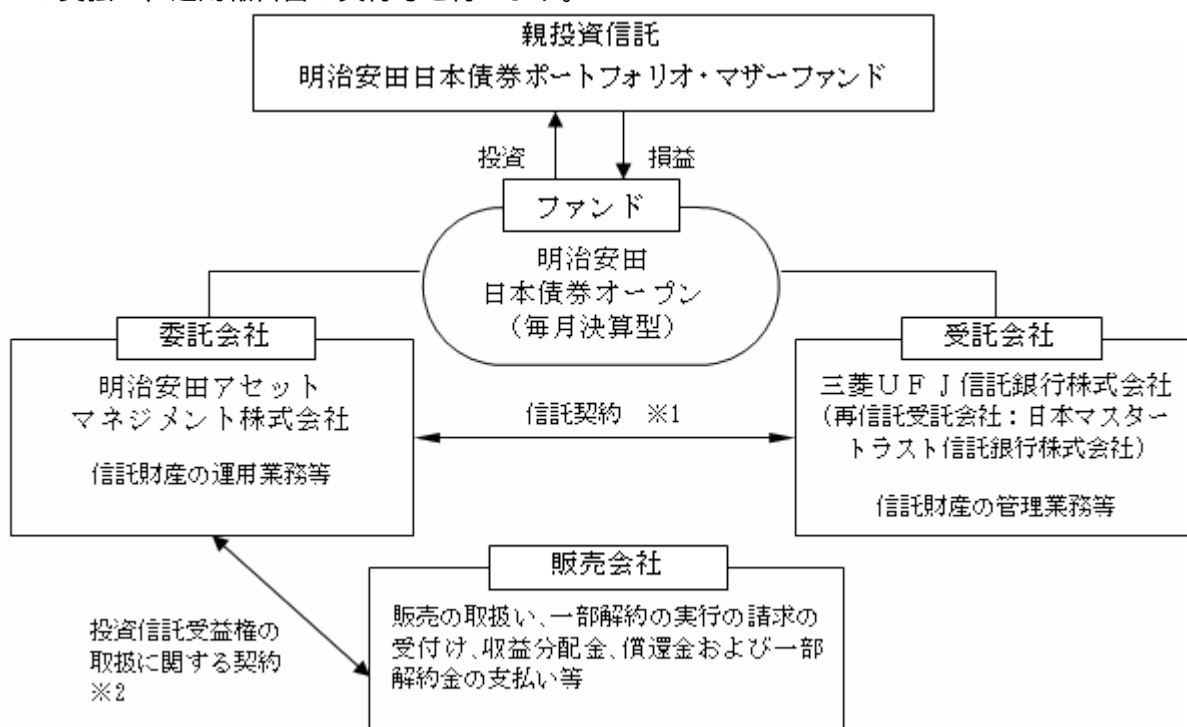 親投資信託
明治安田日本債券ポートフォリオ・マザーファンド
投資
損益
ファンド
明治安田
日本債券オープン
（毎月決算型）
委託会社
明治安田アセット
マネジメント株式会社
信託財産の運用業務等
信託契約　※1
受託会社
三菱ＵＦＪ信託銀行株式会社
（再信託受託会社：日本マスター
トラスト信託銀行株式会社）
信託財産の管理業務等
投資信託受益権の
取扱に関する契約
※2
販売会社
販売の取扱い、一部解約の実行の請求の
受付け、収益分配金、償還金および一部
解約金の支払い等